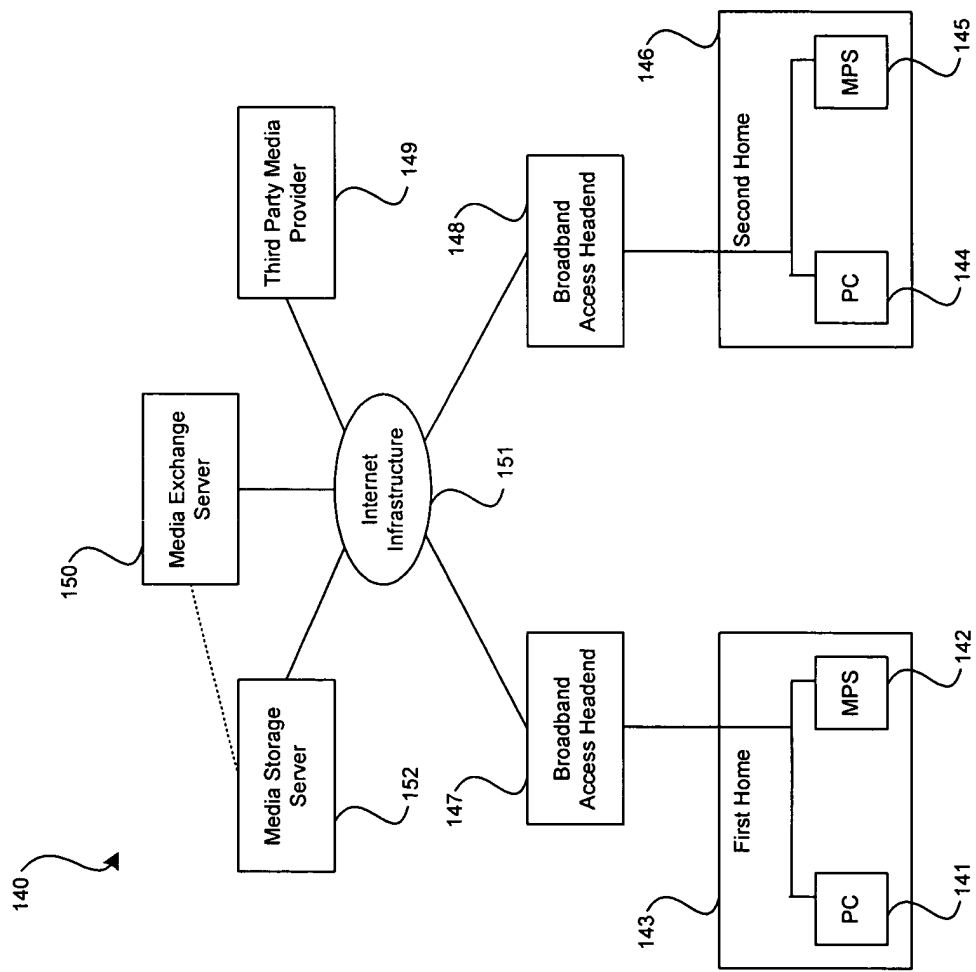 140
150
Media Exchange
Server
Media Storage
Server
152
Third Party Media
Provider
149
Internet
Infrastructure
151
147
Broadband
Access Headend
148
Broadband
Access Headend
143
First Home
PC
141
MPS
142
146
Second Home
PC
144
MPS
145